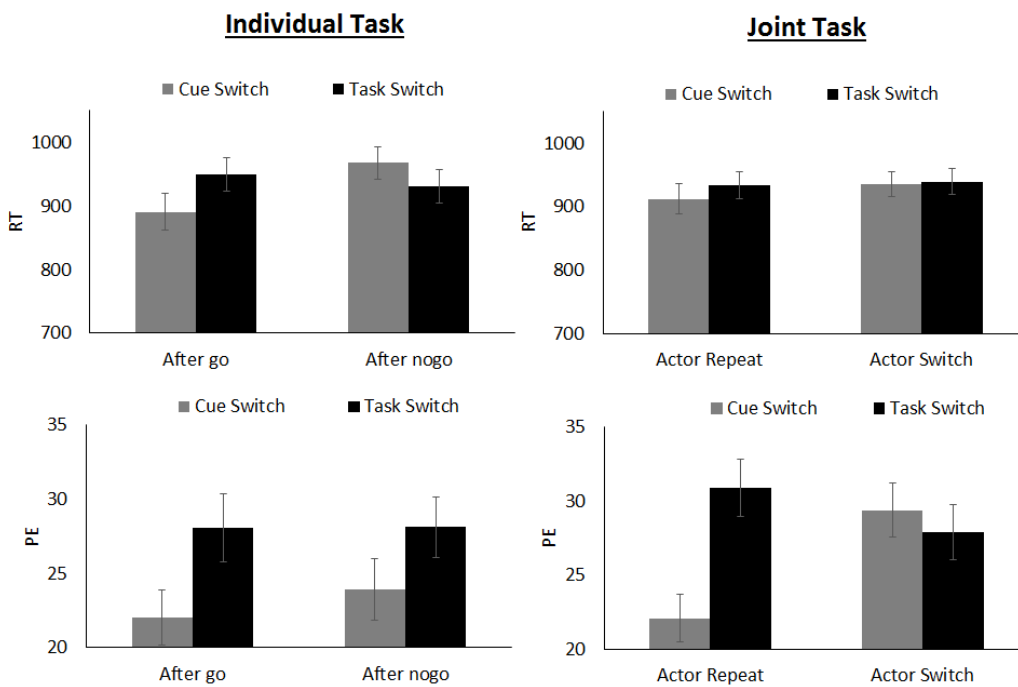 Individual Task
Joint Task
Cue Switch Task Switch
Cue Switch Task Switch
1000
900
800
700
RT
After go After nogo
1000
900
800
700
RT
Actor Repeat Actor Switch
Cue Switch Task Switch
35
30
25
20
PE
After go After nogo
Cue Switch Task Switch
35
30
25
20
PE
Actor Repeat Actor Switch